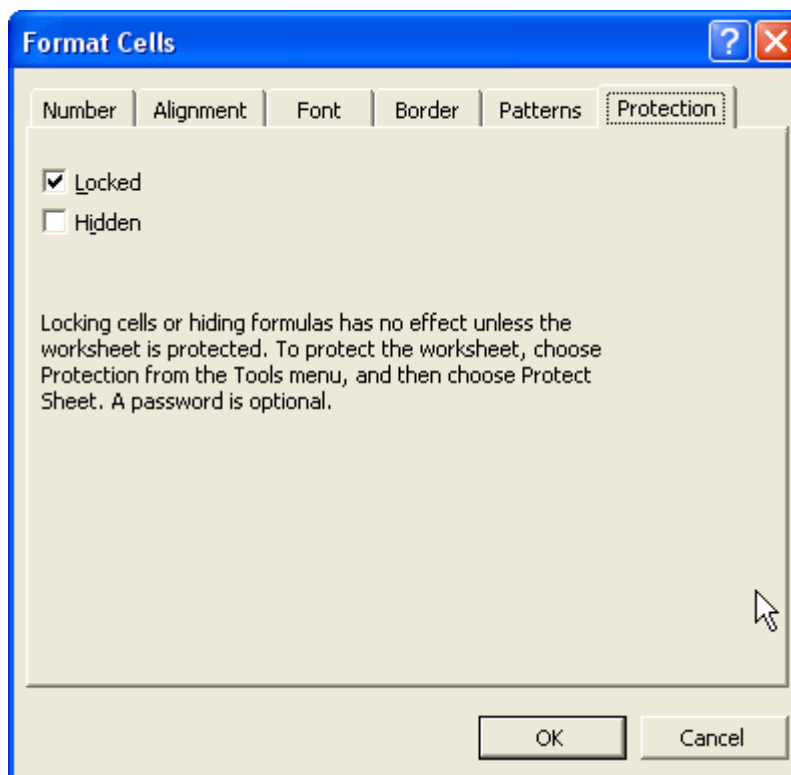 Format Cells
Number Alignment Font Border Patterns Protection
Locked
Hidden
Locking cells or hiding formulas has no effect unless the
worksheet is protected. To protect the worksheet, choose
Protection from the Tools menu, and then choose Protect
Sheet. A password is optional.
OK Cancel